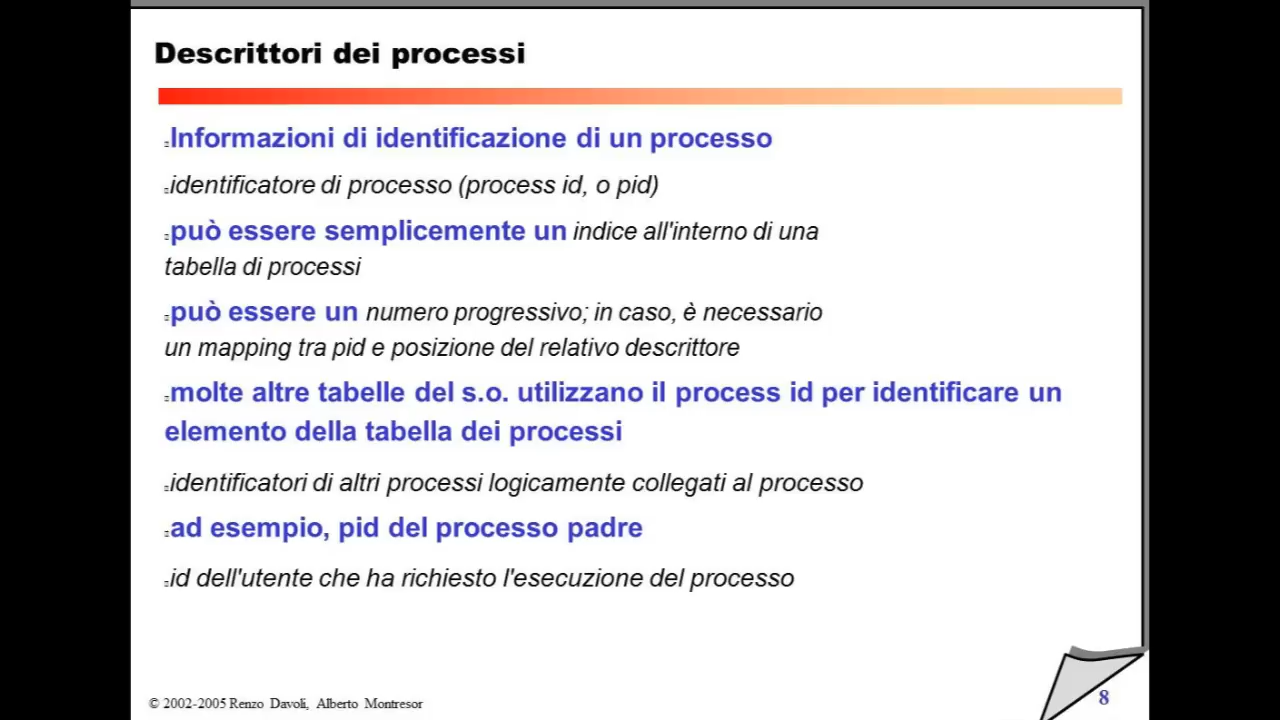 Descrittori dei processi
Informazioni di identificazione di un processo
identificatore di processo (process id, o pid)
può essere semplicemente un indice all'interno di una
tabella di processi
può essere un numero progressivo; in caso, è necessario
un mapping tra pid e posizione del relativo descrittore
molte altre tabelle del s.o. utilizzano il process id per identificare un
elemento della tabella dei processi
identificatori di altri processi logicamente collegati al processo
ad esempio, pid del processo padre
id dell'utente che ha richiesto l'esecuzione del processo
© 2002-2005 Renzo Davoli, Alberto Montresor
8